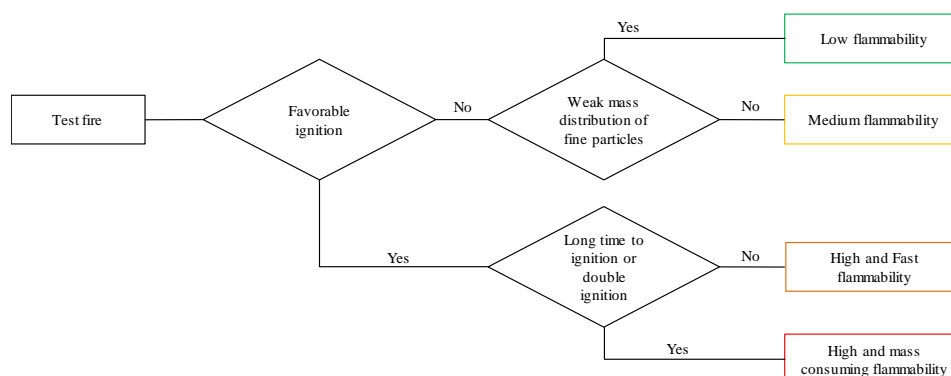 Yes
Low flammability
Test fire
Favorable
ignition
No
Weak mass
distribution of
fine particles
No
Medium flammability
Yes
Long time to
ignition or
double
ignition
No
High and Fast
flammability
Yes
High and mass
consuming flammability